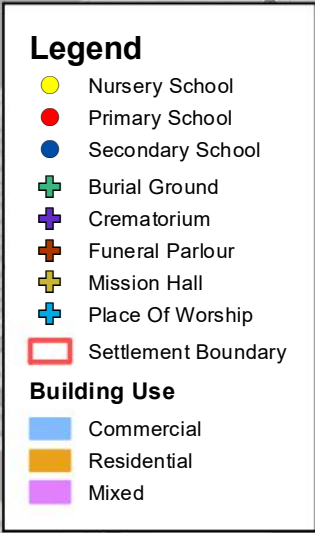 Legend
Nursery School
Primary School
Secondary School
Burial Ground
Crematorium
Funeral Parlour
Mission Hall
Place Of Worship
Settlement Boundary
Building Use
Commercial
Residential
Mixed